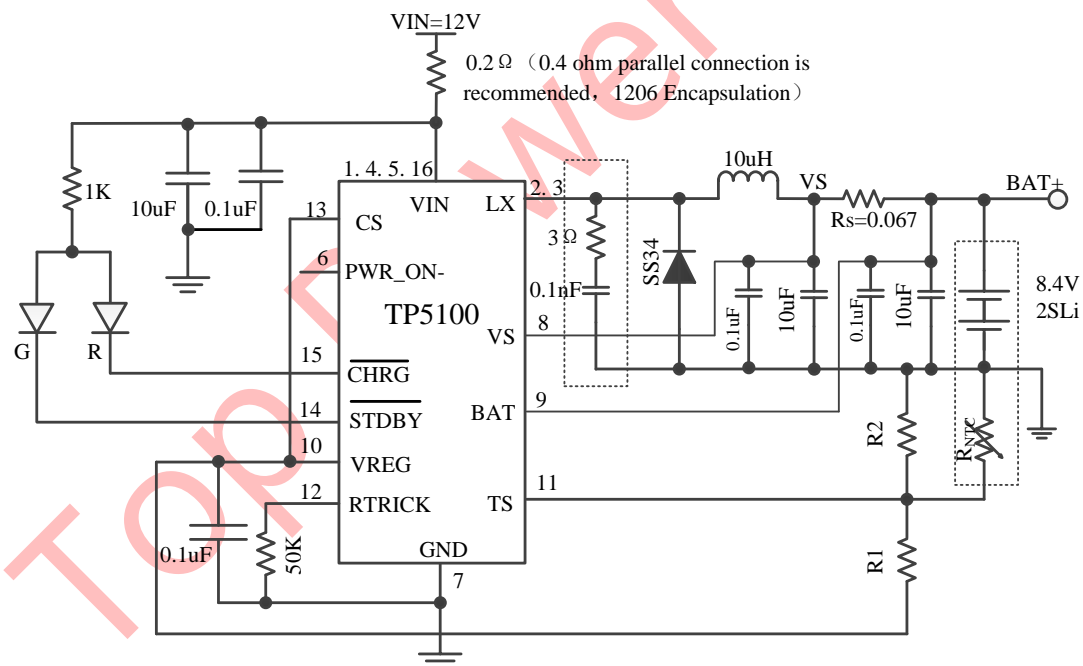 VIN=12V
0.2Ω（0.4 ohm parallel connection is
recommended，1206 Encapsulation）
1. 4. 5. 16
2. 3
10uH
VS
BAT+
1K
10uF
0.1uF
13
VIN
LX
Rs=0.067
CS
3Ω
6
PWR_ON-
SS34
8.4V
2SLi
0.1nF
TP5100
8
VS
0.1uF
10uF
0.1uF
10uF
G
R
15
CHRG
14
STDBY
9
BAT
R2
RNTC
10
VREG
11
12
RTRICK
TS
0.1uF
50K
GND
7
R1
Top Power